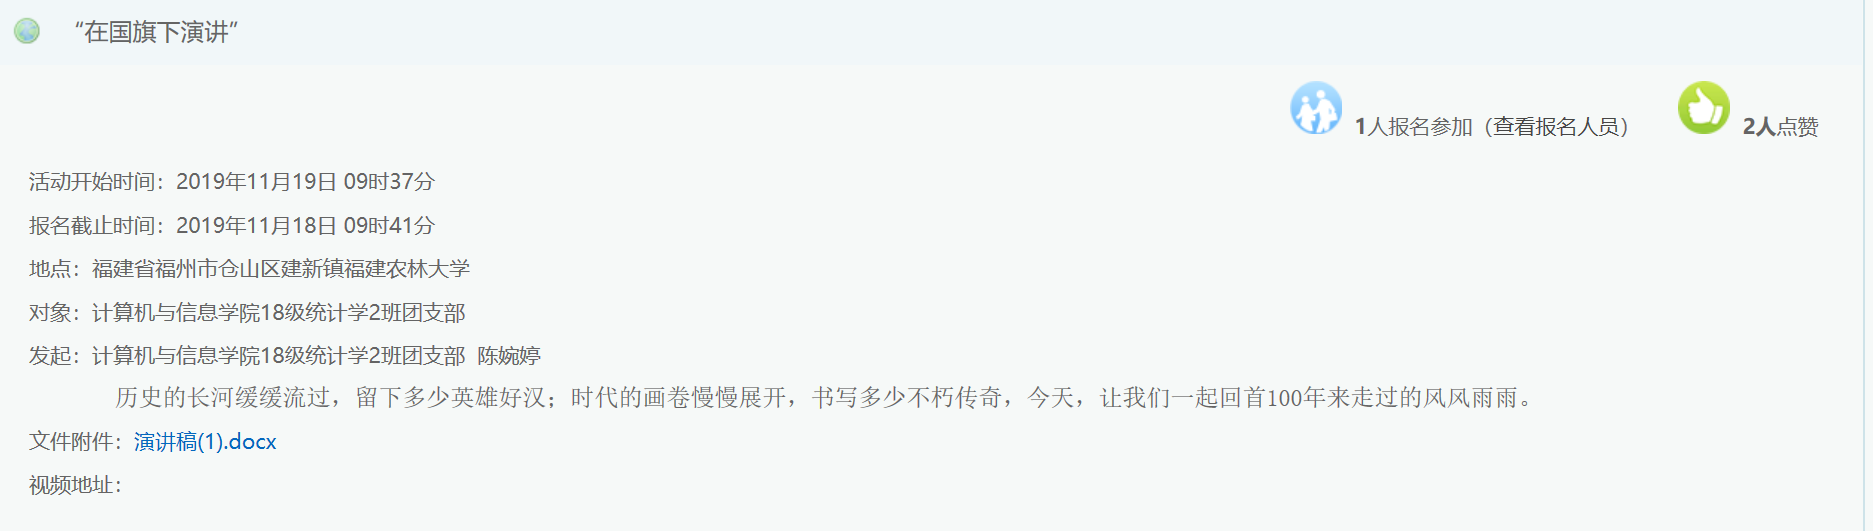 “在国旗下演讲”
1人报名参加（查看报名人员） 2人点赞
活动开始时间：2019年11月19日 09时37分
报名截止时间：2019年11月18日 09时41分
地点：福建省福州市仓山区建新镇福建农林大学
对象：计算机与信息学院18级统计学2班团支部
发起：计算机与信息学院18级统计学2班团支部 陈婉婷
历史的长河缓缓流过，留下多少英雄好汉；时代的画卷慢慢展开，书写多少不朽传奇，今天，让我们一起回首100年来走过的风风雨雨。
文件附件：演讲稿(1).docx
视频地址：